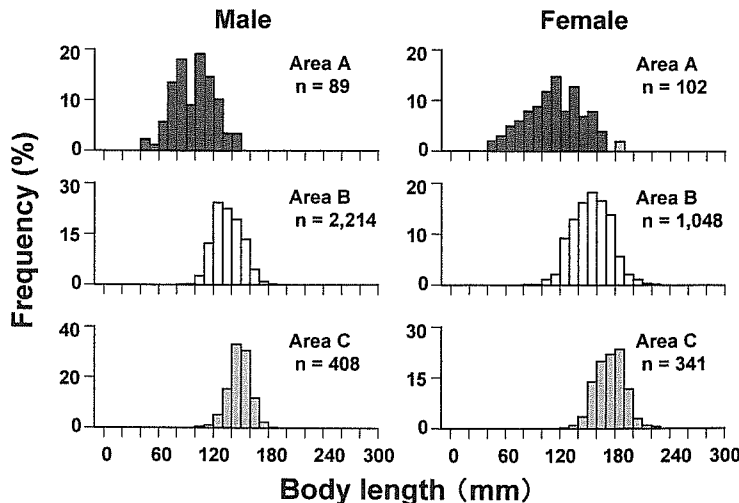 Male
Female
Frequency (%)
20
10
0
Area A
n = 89
20
10
0
Area A
n = 102
30
15
0
Area B
n = 2,214
20
10
0
Area B
n = 1,048
40
20
0
Area C
n = 408
30
15
0
Area C
n = 341
0 60 120 180 240 300
0 60 120 180 240 300
Body length (mm)